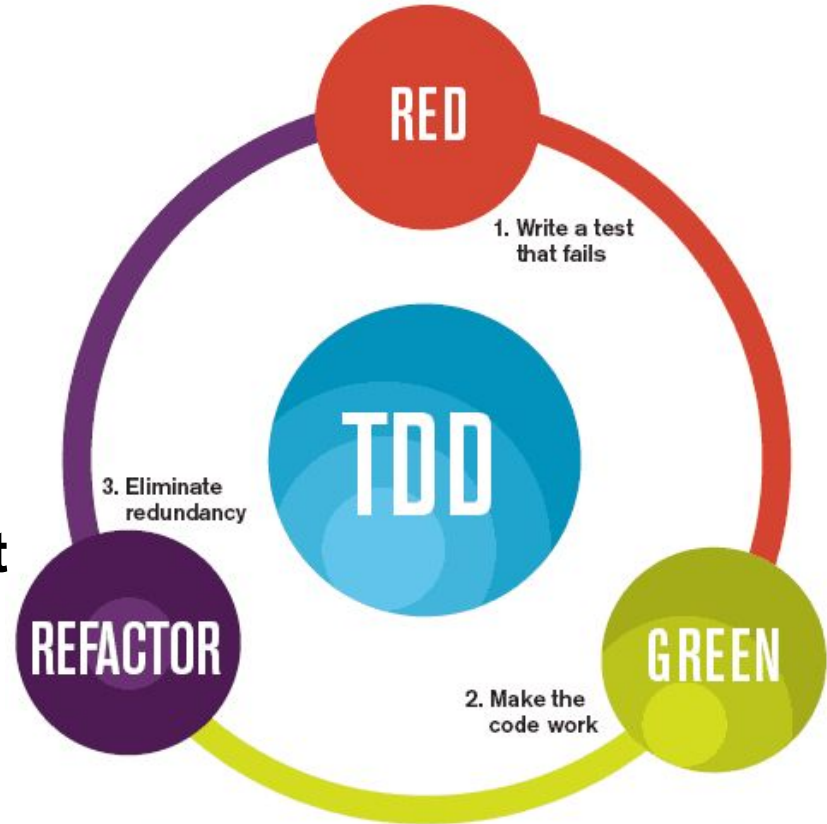 RED
1. Write a test
that fails
TDD
3. Eliminate
redundancy
t
REFACTOR
GREEN
2. Make the
code work